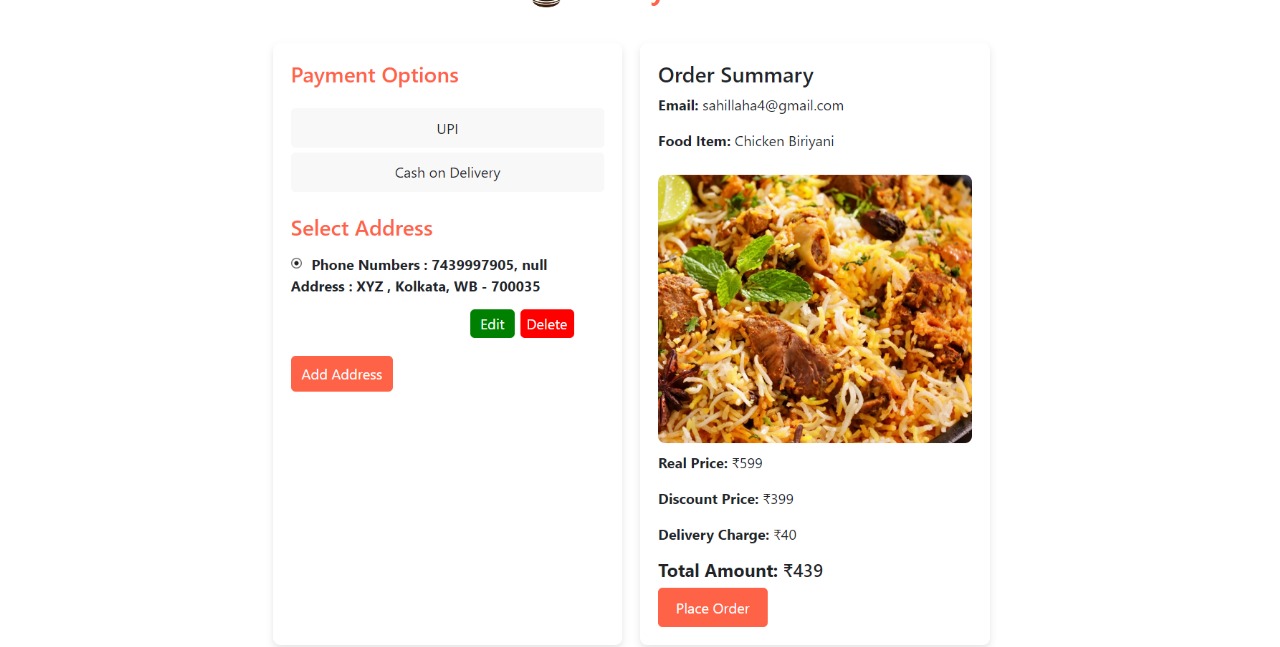 Payment Options
UPI
Cash on Delivery
Select Address
Phone Numbers : 7439997905, null
Address : XYZ , Kolkata, WB - 700035
Edit Delete
Add Address
Order Summary
Email: sahillaha4@gmail.com
Food Item: Chicken Biriyani
Real Price: ₹599
Discount Price: ₹399
Delivery Charge: ₹40
Total Amount: ₹439
Place Order